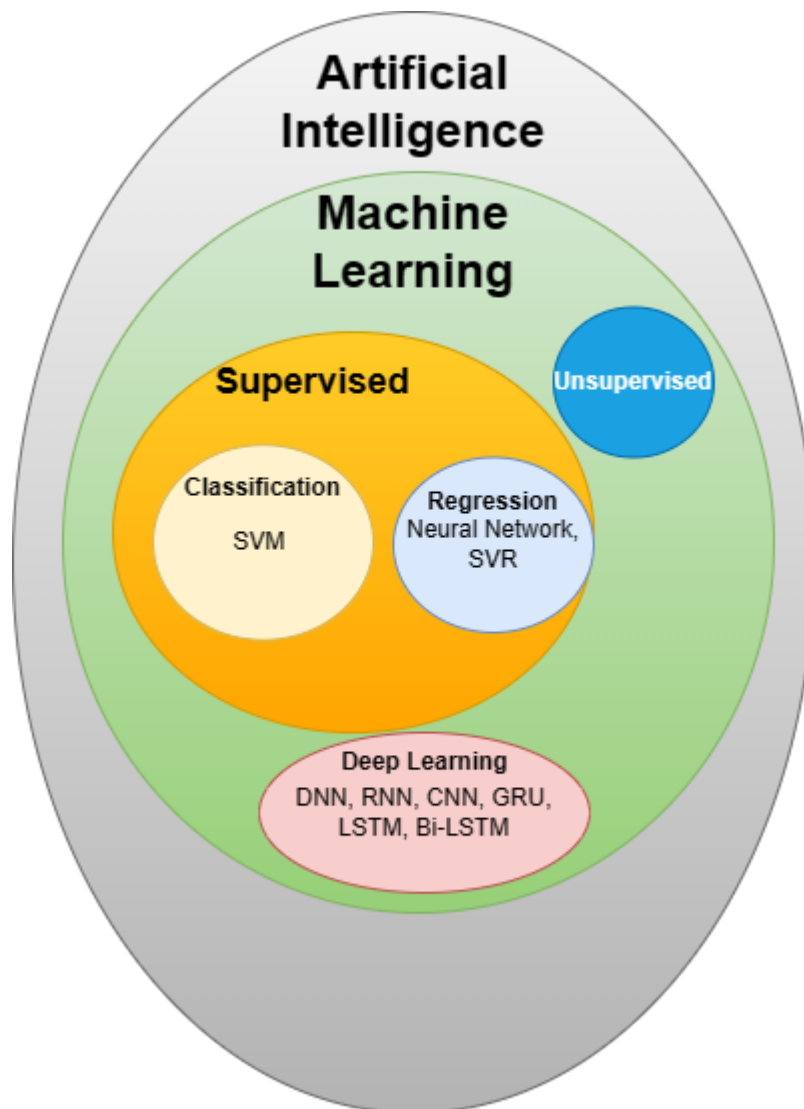 Artificial
Intelligence
Machine
Learning
Supervised
Unsupervised
Classification
SVM
Regression
Neural Network,
SVR
Deep Learning
DNN, RNN, CNN, GRU,
LSTM, Bi-LSTM